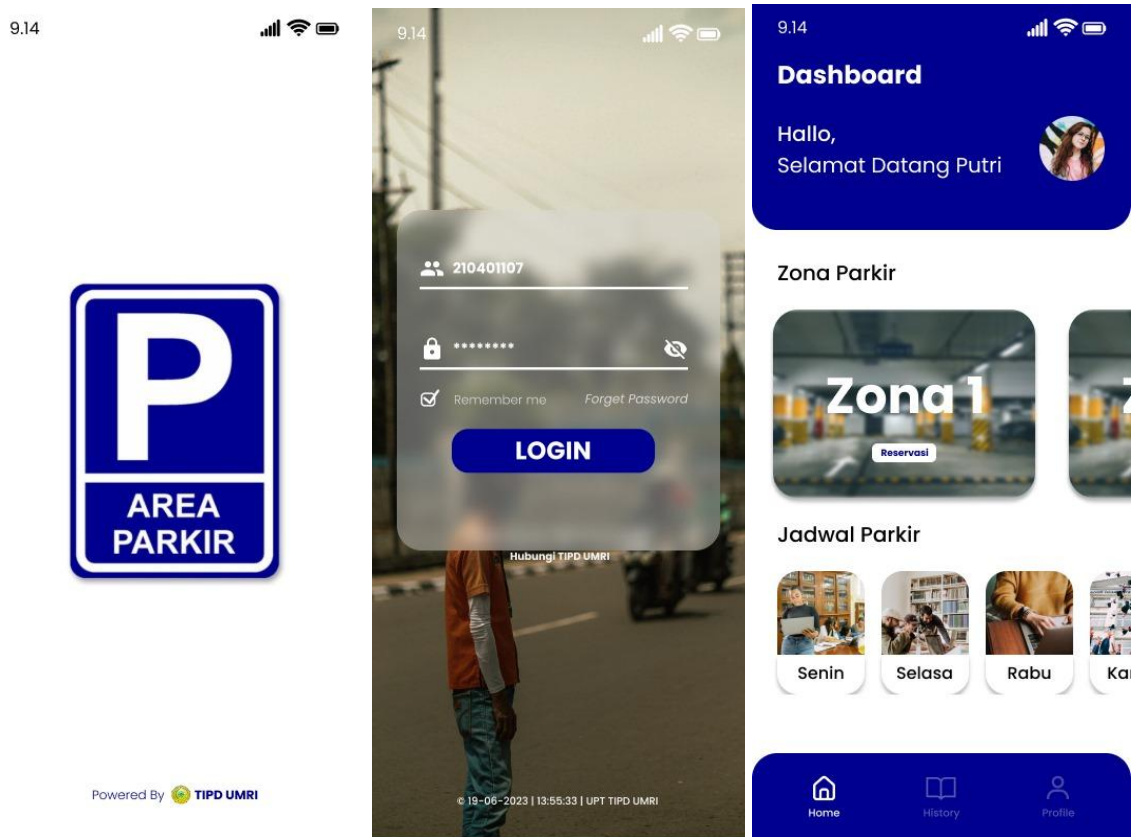 9.14
P
AREA
PARKIR
Powered By TIPD UMRI
9.14
210401107
********
Remember me Forget Password
LOGIN
Hubungi TIPD UMRI
© 19-06-2023 | 13:55:33 | UPT TIPD UMRI
9.14
Dashboard
Hallo,
Selamat Datang Putri
Zona Parkir
Zona 1
Reservasi
Jadwal Parkir
Senin Selasa Rabu
Home History Profile